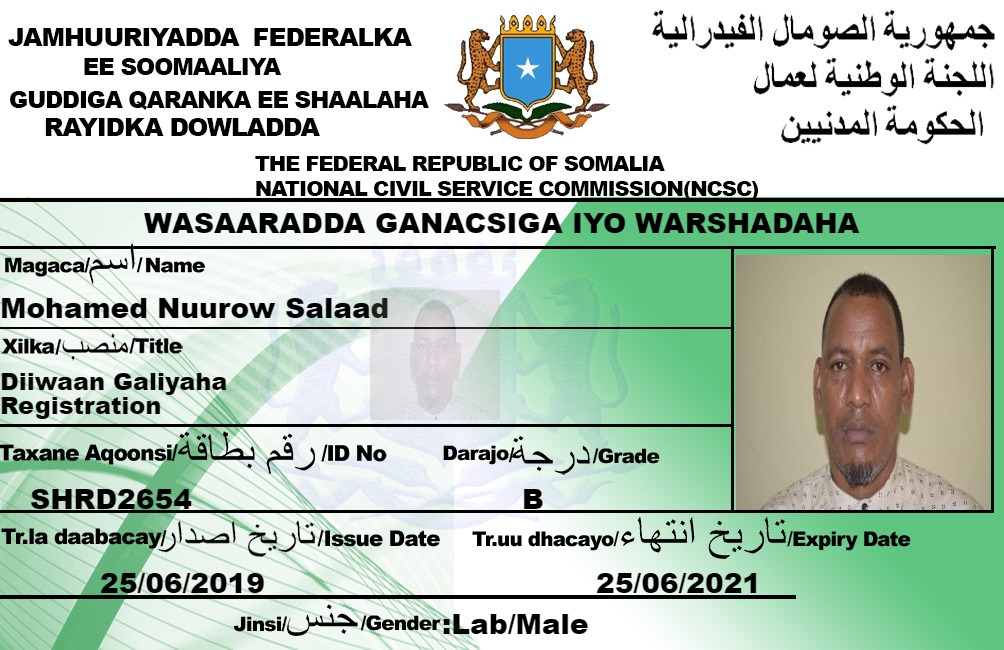 JAMHUURIYADDA FEDERALKA
EE SOOMAALIYA
GUDDIGA QARANKA EE SHAALAHA
RAYIDKA DOWLADDA
جمهورية الصومال الفيدرالية
اللجنة الوطنية لعمال
الحكومة المدنيين
THE FEDERAL REPUBLIC OF SOMALIA
NATIONAL CIVIL SERVICE COMMISSION(NCSC)
WASAARADDA GANACSIGA IYO WARSHADAHA
Magaca/اسم/Name
Mohamed Nuurow Salaad
Xilka/منصب/Title
Diiwaan Galiyaha
Registration
Taxane Aqoonsi/رقم بطاقة/ID No
Darajo/درجة/Grade
SHRD2654
B
Tr.la daabacay/تاريخ اصدار/Issue Date
Tr.uu dhacayo/تاريخ انتهاء/Expiry Date
25/06/2019
25/06/2021
Jinsi/جنس/Gender:Lab/Male